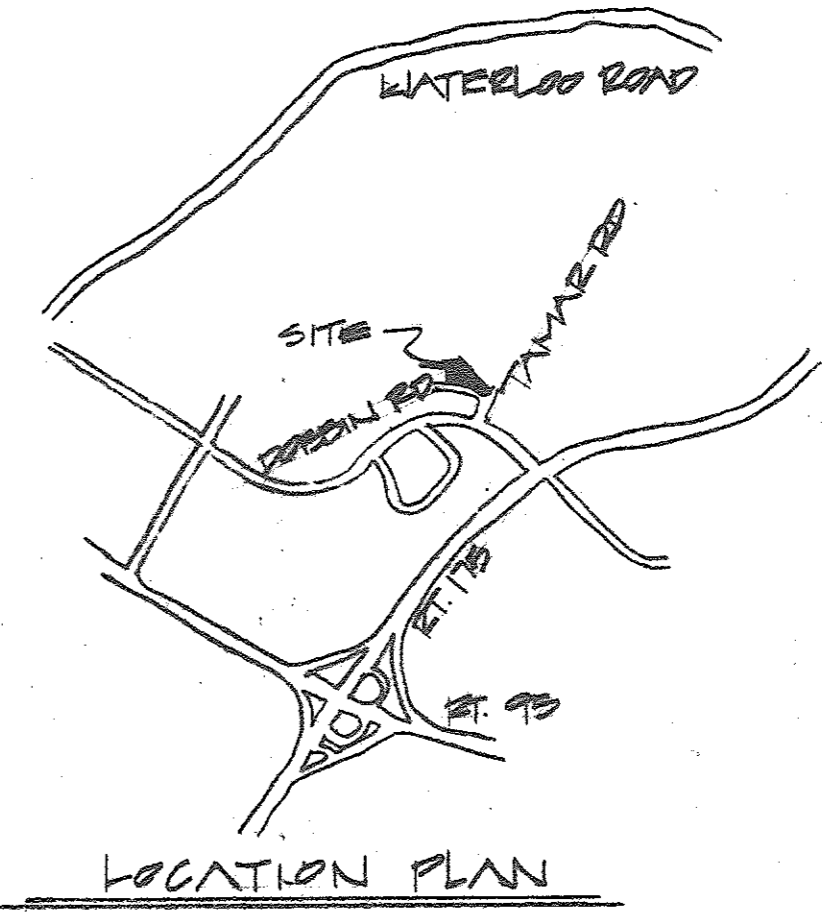 WATERLOO ROAD
TAMAR RD
SITE
DOBBIN RD
RT. 175
RT. 95
LOCATION PLAN